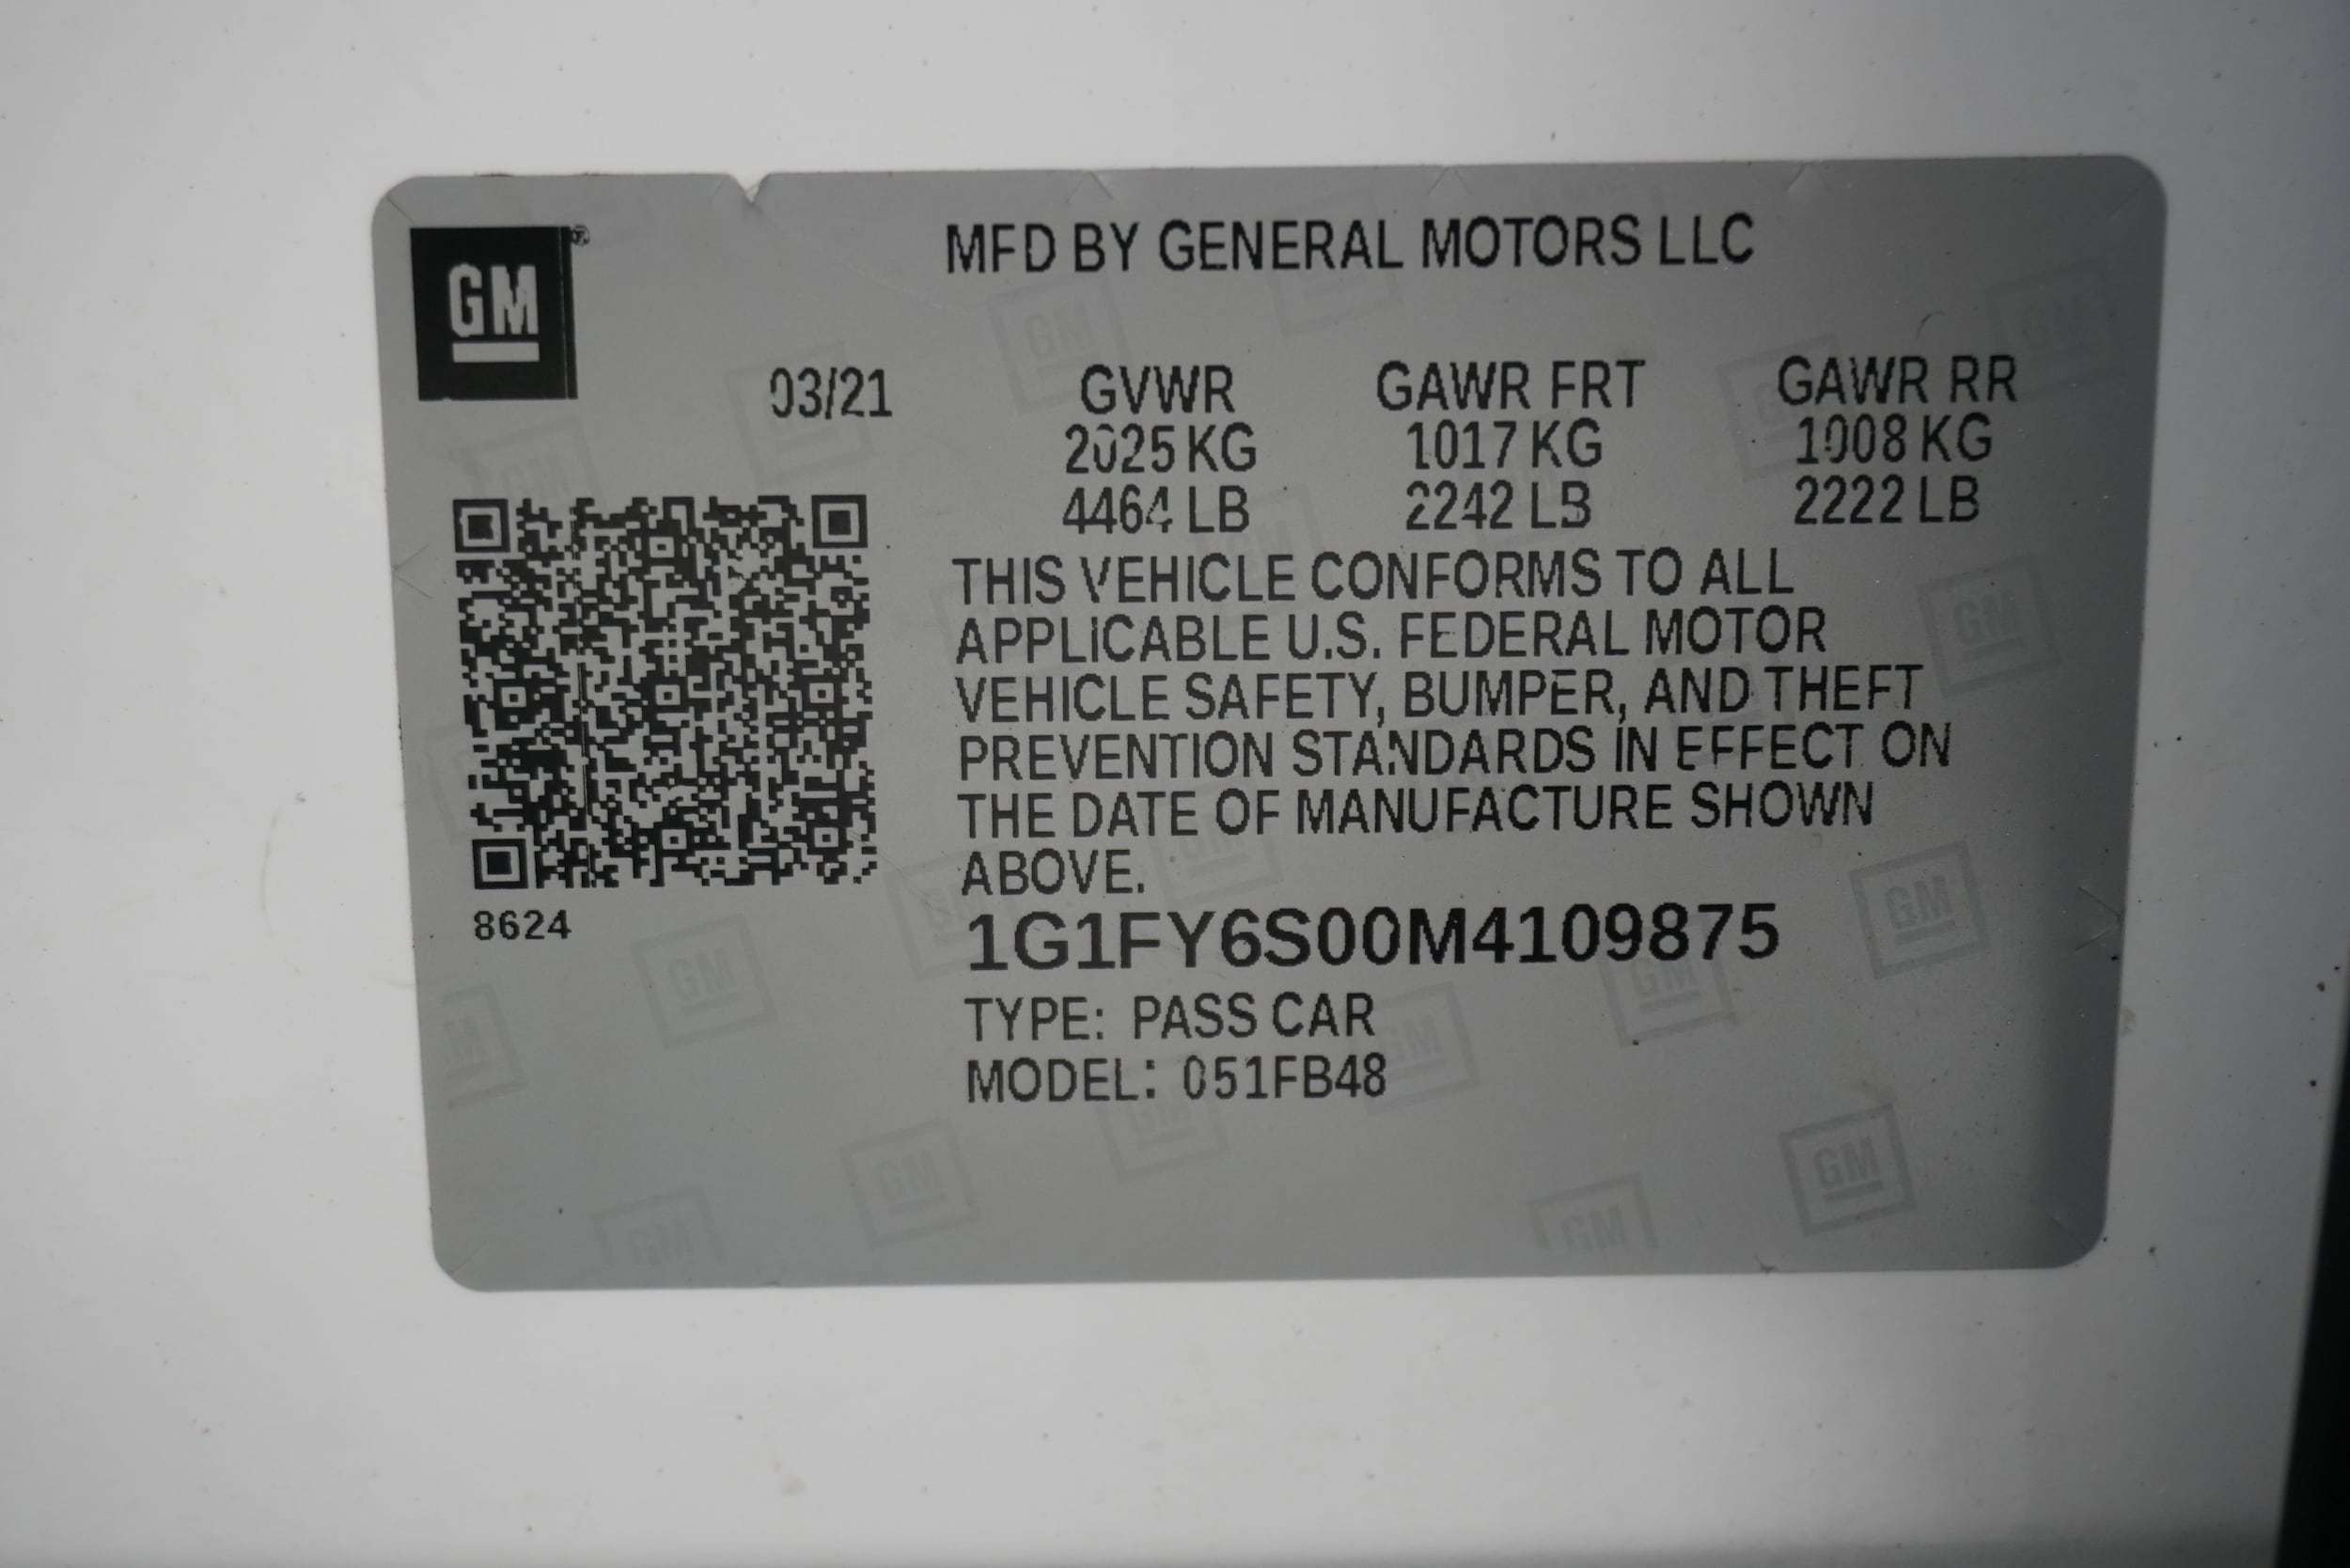 GM®
MFD BY GENERAL MOTORS LLC
03/21 GVWR GAWR FRT GAWR RR
2025 KG 1017 KG 1008 KG
4464 LB 2242 LB 2222 LB
THIS VEHICLE CONFORMS TO ALL
APPLICABLE U.S. FEDERAL MOTOR
VEHICLE SAFETY, BUMPER, AND THEFT
PREVENTION STANDARDS IN EFFECT ON
THE DATE OF MANUFACTURE SHOWN
ABOVE.
8624
1G1FY6S00M4109875
TYPE: PASS CAR
MODEL: 051FB48